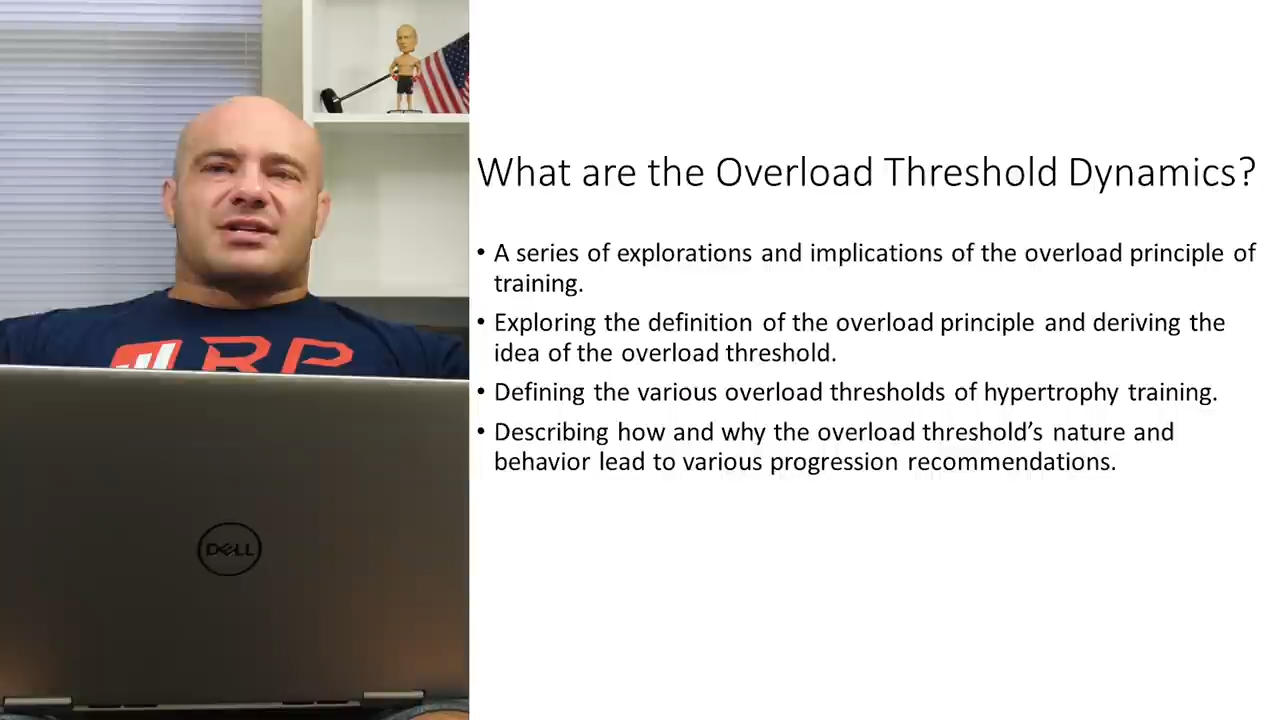 What are the Overload Threshold Dynamics?
• A series of explorations and implications of the overload principle of
training.
• Exploring the definition of the overload principle and deriving the
idea of the overload threshold.
• Defining the various overload thresholds of hypertrophy training.
• Describing how and why the overload threshold’s nature and
behavior lead to various progression recommendations.
RP
DELL